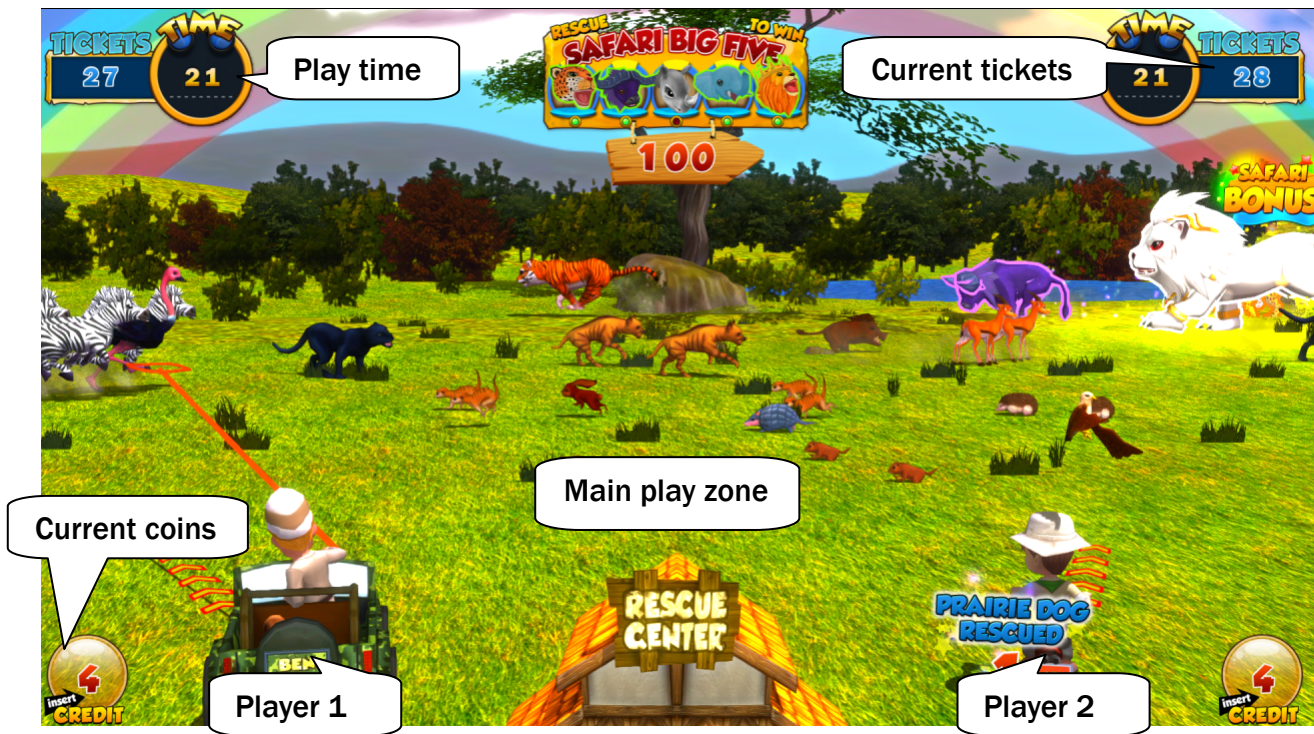 TICKETS
27
TIME
21
Play time
RESCUE
TO WIN
SAFARI BIG FIVE
100
Current tickets
TIME
21
TICKETS
28
SAFARI
BONUS
Main play zone
Current coins
RESCUE
CENTER
PRAIRIE DOG
RESCUED
BEN
4
insert
CREDIT
Player 1
Player 2
4
insert
CREDIT